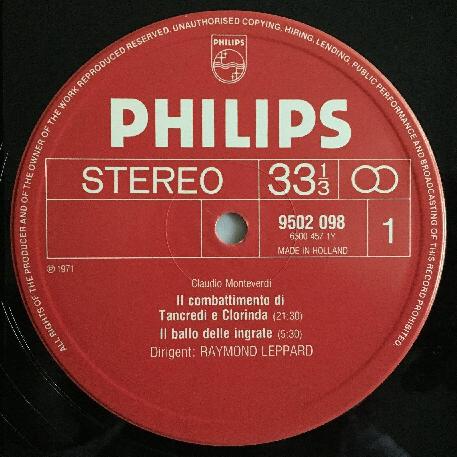 ALL RIGHTS OF THE PRODUCER AND OF THE OWNER OF THE WORK REPRODUCED RESERVED. UNAUTHORISED COPYING, HIRING, LENDING, PUBLIC PERFORMANCE AND BROADCASTING OF THIS RECORD PROHIBITED.
PHILIPS
PHILIPS
STEREO 33 1/3
9502 098
6500 457 1Y
MADE IN HOLLAND
1
℗ 1971
Claudio Monteverdi
Il combattimento di
Tancredi e Clorinda (21:30)
Il ballo delle ingrate (5:30)
Dirigent: RAYMOND LEPPARD